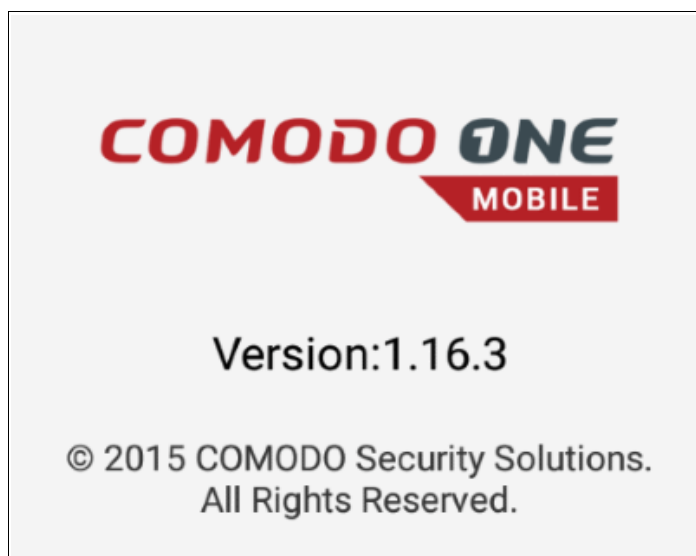 COMODO ONE
MOBILE
Version:1.16.3
© 2015 COMODO Security Solutions.
All Rights Reserved.